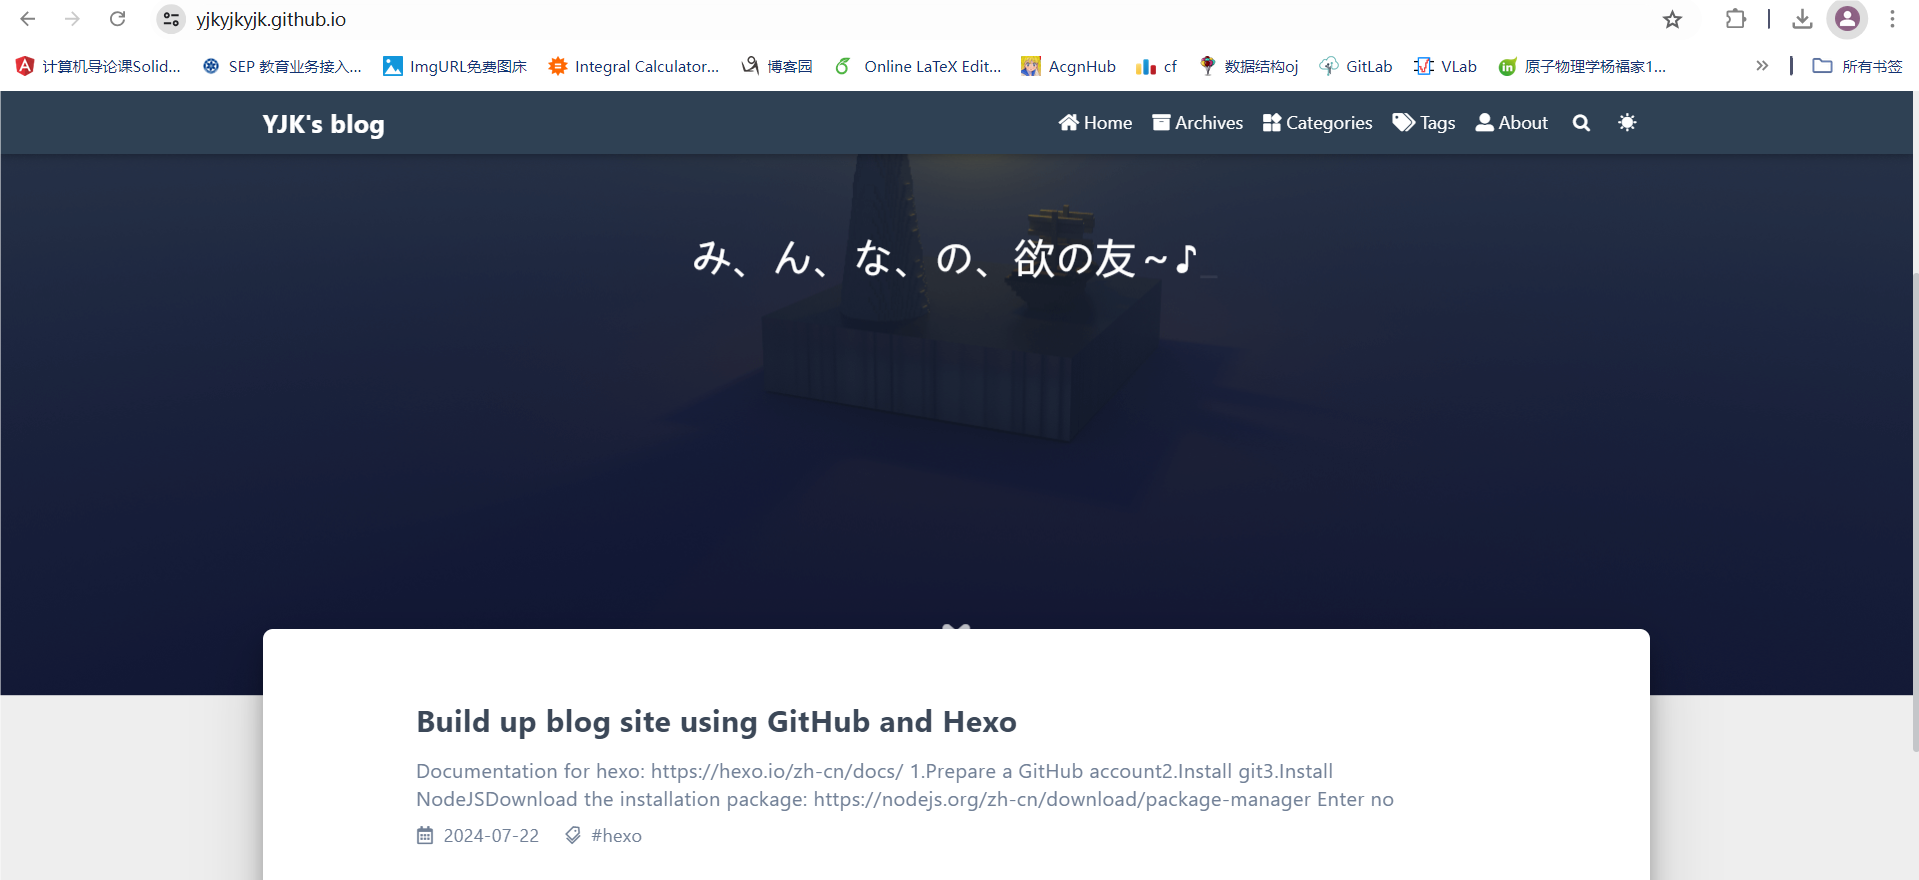 yjkyjkyjk.github.io
计算机导论课Solid... SEP 教育业务接入... ImgURL免费图床 Integral Calculator... 博客园 Online LaTeX Edit... AcgnHub cf 数据结构oj GitLab VLab 原子物理学杨福家1... » 所有书签
YJK's blog Home Archives Categories Tags About
み、ん、な、の、欲の友~♪_
Build up blog site using GitHub and Hexo
Documentation for hexo: https://hexo.io/zh-cn/docs/ 1.Prepare a GitHub account2.Install git3.Install
NodeJSDownload the installation package: https://nodejs.org/zh-cn/download/package-manager Enter no
2024-07-22 #hexo